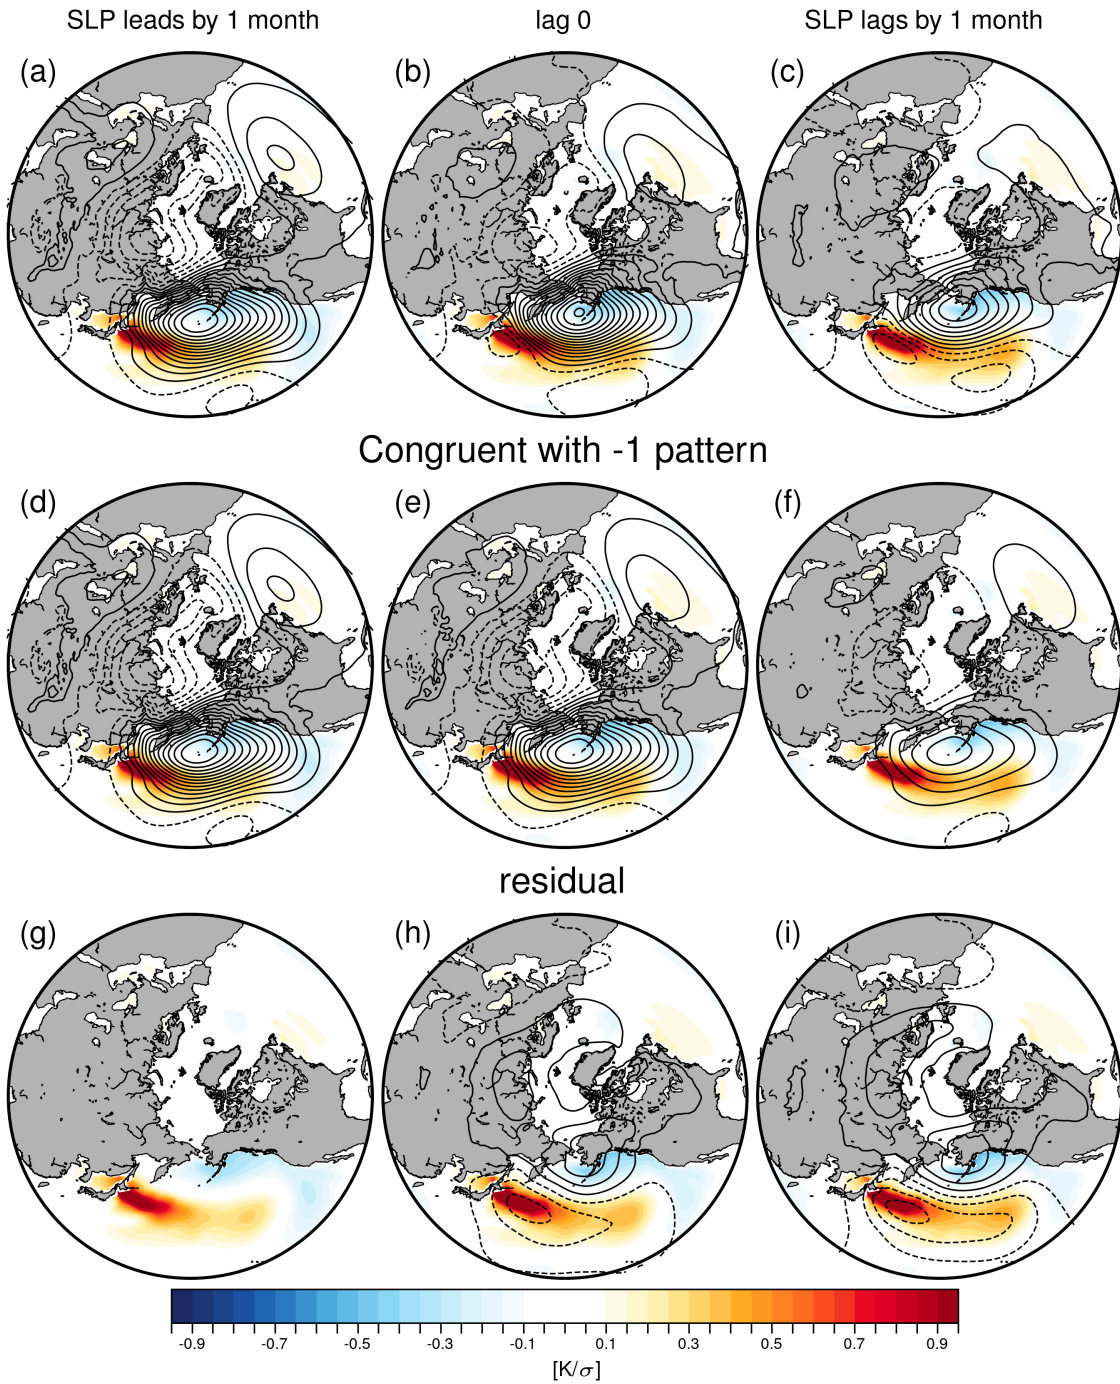 SLP leads by 1 month lag 0 SLP lags by 1 month
(a) (b) (c)
Congruent with -1 pattern
(d) (e) (f)
residual
(g) (h) (i)
-0.9 -0.7 -0.5 -0.3 -0.1 0.1 0.3 0.5 0.7 0.9
[K/σ]